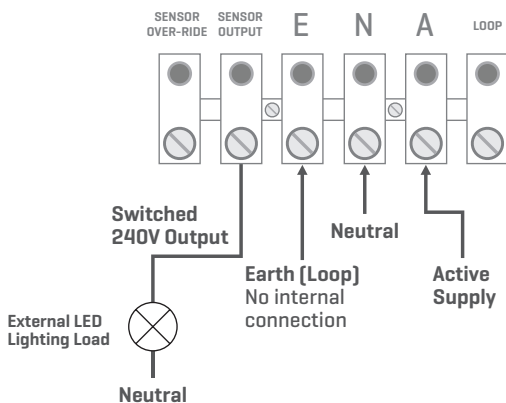 SENSOR OVER-RIDE
SENSOR OUTPUT
E
N
A
LOOP
Switched
240V Output
Earth (Loop)
No internal
connection
Neutral
Active
Supply
External LED
Lighting Load
Neutral